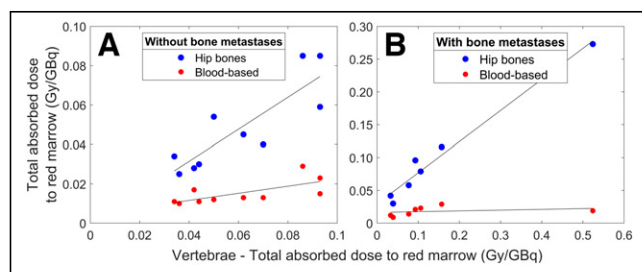 A
Without bone metastases
Hip bones
Blood-based
B
With bone metastases
Hip bones
Blood-based
Total absorbed dose
to red marrow (Gy/GBq)
0.10
0.08
0.06
0.04
0.02
0
0
0.02
0.04
0.06
0.08
0.1
0.30
0.25
0.20
0.15
0.10
0.05
0
0
0.1
0.2
0.3
0.4
0.5
0.6
Vertebrae - Total absorbed dose to red marrow (Gy/GBq)